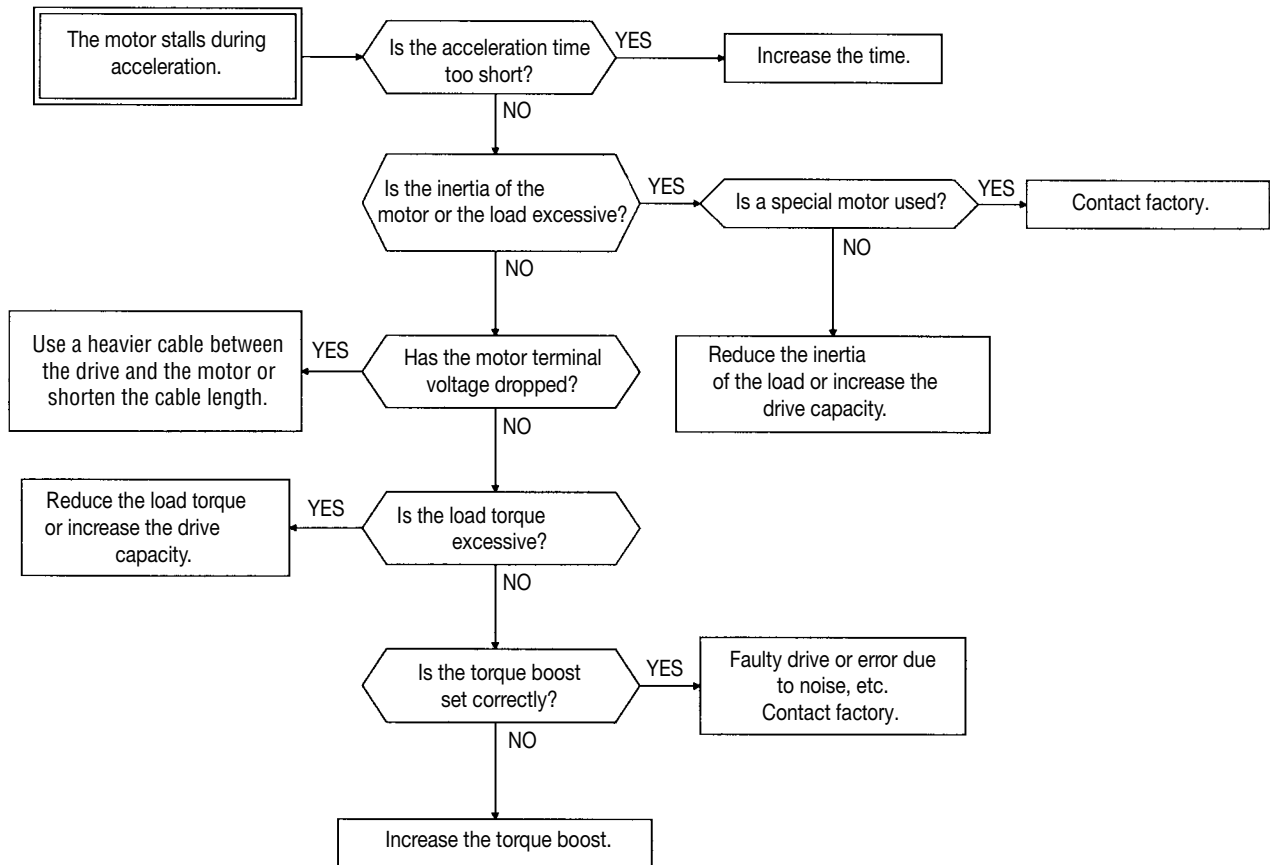 The motor stalls during
acceleration.
Is the acceleration time
too short?
YES
Increase the time.
NO
Is the inertia of the
motor or the load excessive?
YES
Is a special motor used?
YES
Contact factory.
NO
NO
Reduce the inertia
of the load or increase the
drive capacity.
Has the motor terminal
voltage dropped?
YES
Use a heavier cable between
the drive and the motor or
shorten the cable length.
NO
Is the load torque
excessive?
YES
Reduce the load torque
or increase the drive
capacity.
NO
Is the torque boost
set correctly?
YES
Faulty drive or error due
to noise, etc.
Contact factory.
NO
Increase the torque boost.